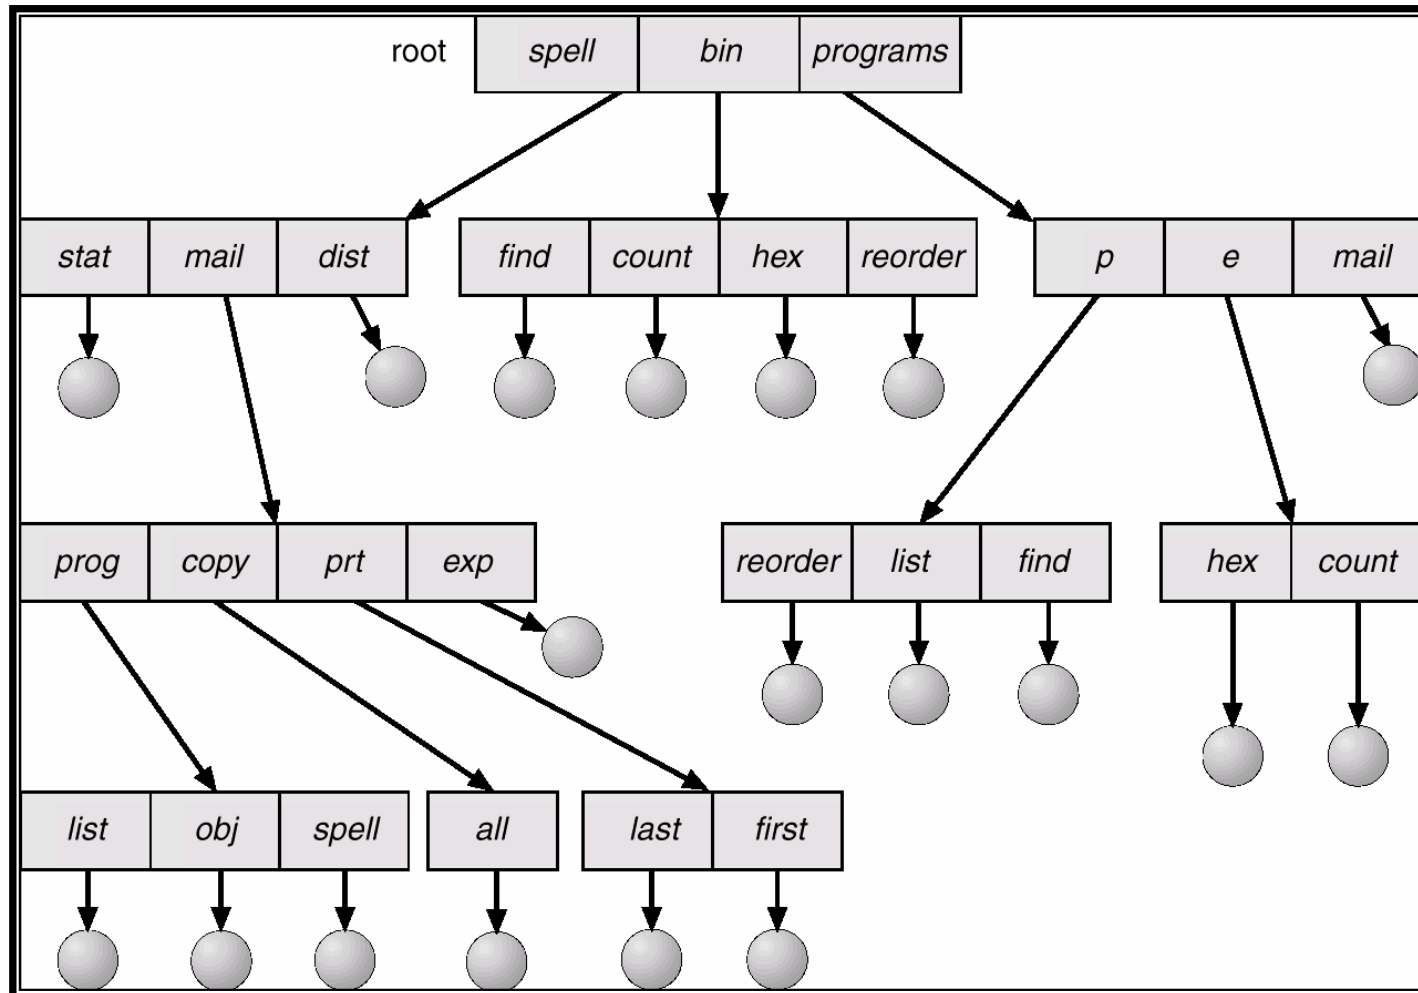 root spell bin programs
stat mail dist find count hex reorder p e mail
prog copy prt exp reorder list find hex count
list obj spell all last first